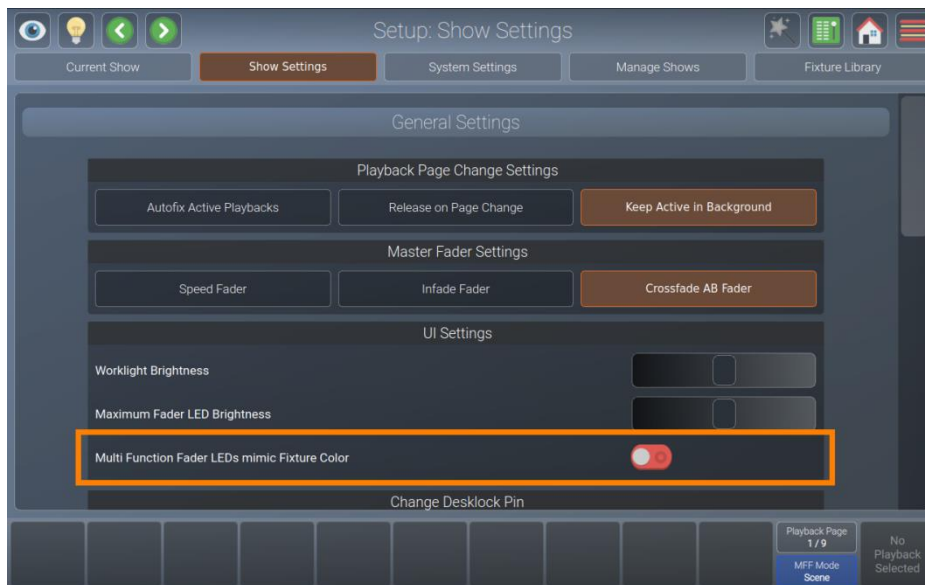 Setup: Show Settings
Current Show
Show Settings
System Settings
Manage Shows
Fixture Library
General Settings
Playback Page Change Settings
Autofix Active Playbacks
Release on Page Change
Keep Active in Background
Master Fader Settings
Speed Fader
Infade Fader
Crossfade AB Fader
UI Settings
Worklight Brightness
Maximum Fader LED Brightness
Multi Function Fader LEDs mimic Fixture Color
Change Desklock Pin
Playback Page
1 / 9
MFF Mode
Scene
No
Playback
Selected